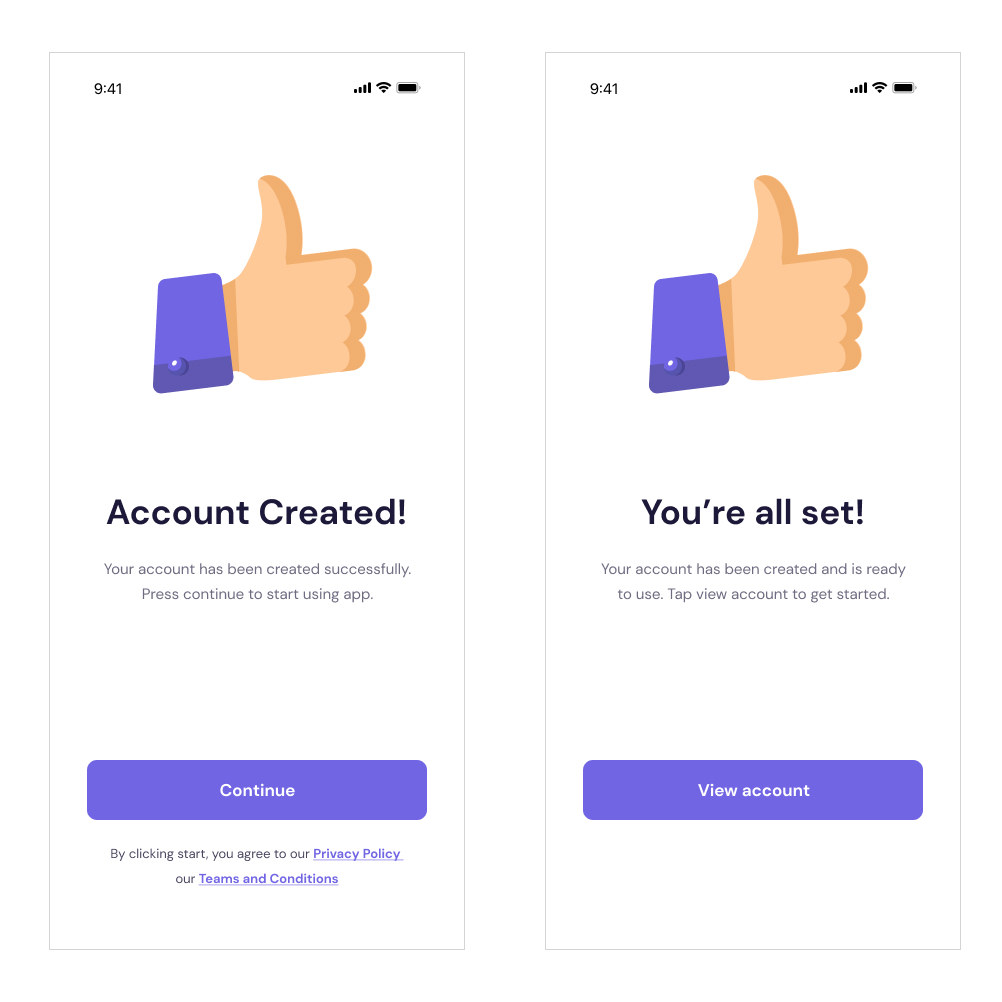 9:41
Account Created!
Your account has been created successfully.
Press continue to start using app.
Continue
By clicking start, you agree to our Privacy Policy
our Teams and Conditions
9:41
You’re all set!
Your account has been created and is ready
to use. Tap view account to get started.
View account